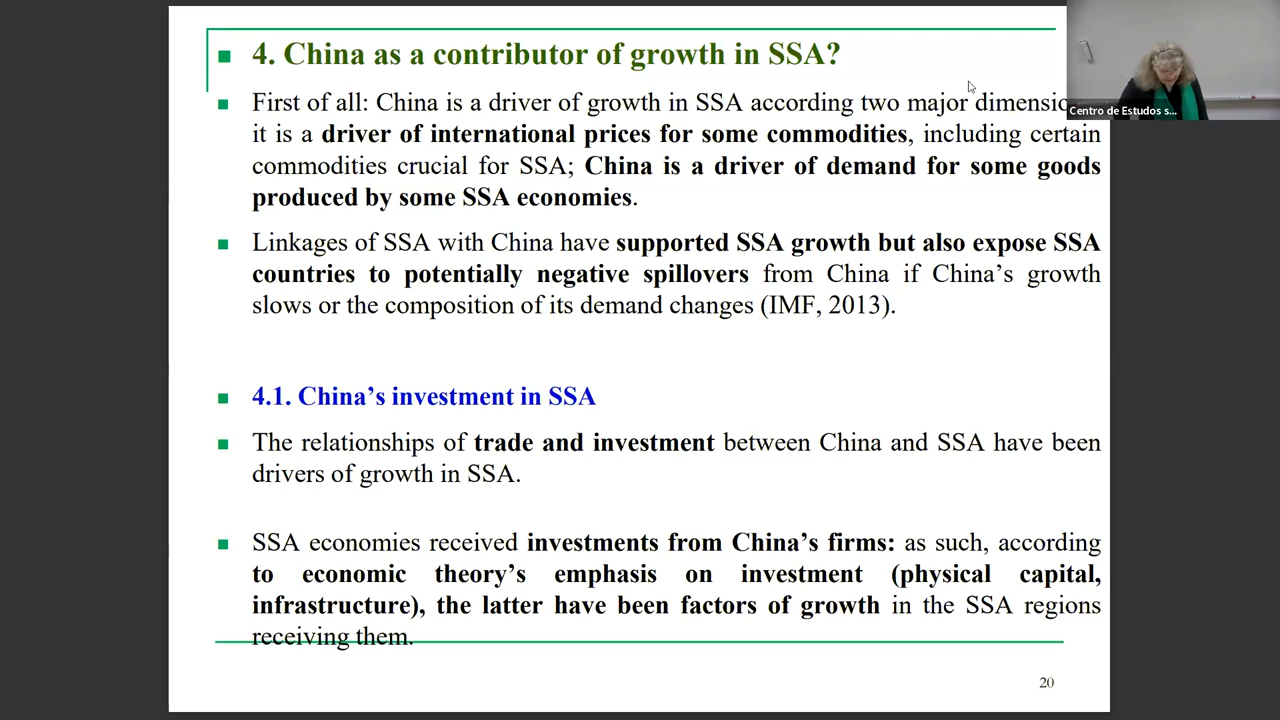 4. China as a contributor of growth in SSA?
First of all: China is a driver of growth in SSA according two major
it is a driver of international prices for some commodities, including certain
commodities crucial for SSA; China is a driver of demand for some goods
produced by some SSA economies.
Linkages of SSA with China have supported SSA growth but also expose SSA
countries to potentially negative spillovers from China if China’s growth
slows or the composition of its demand changes (IMF, 2013).
4.1. China’s investment in SSA
The relationships of trade and investment between China and SSA have been
drivers of growth in SSA.
SSA economies received investments from China’s firms: as such, according
to economic theory’s emphasis on investment (physical capital,
infrastructure), the latter have been factors of growth in the SSA regions
receiving them.
20
Centro de Estudos s...